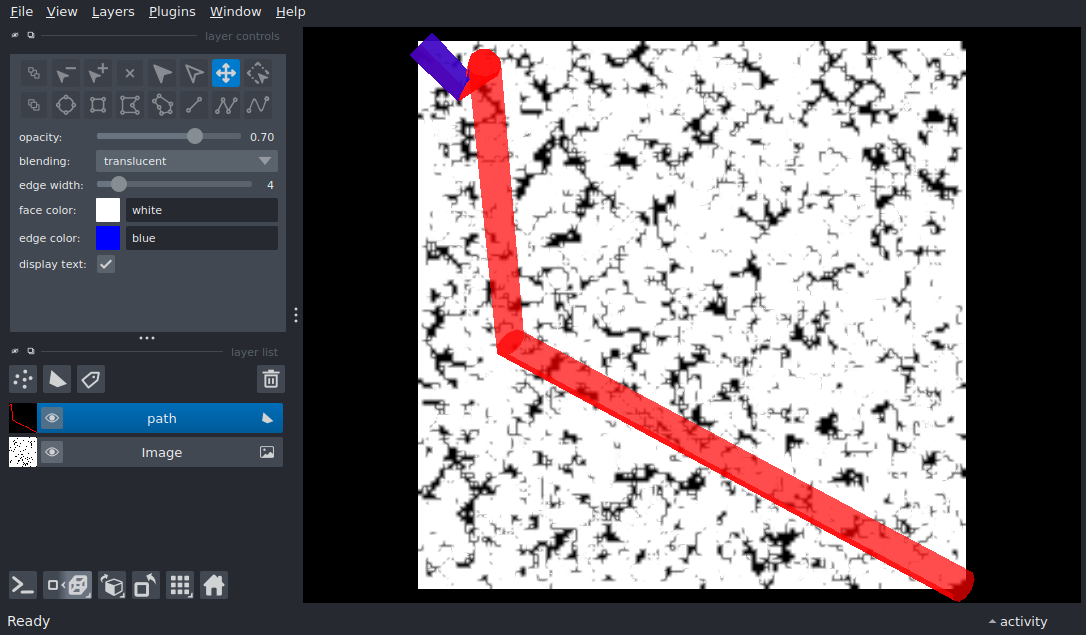 File View Layers Plugins Window Help
layer controls
opacity: 0.70
blending: translucent
edge width: 4
face color: white
edge color: blue
display text:
layer list
path
Image
Ready activity